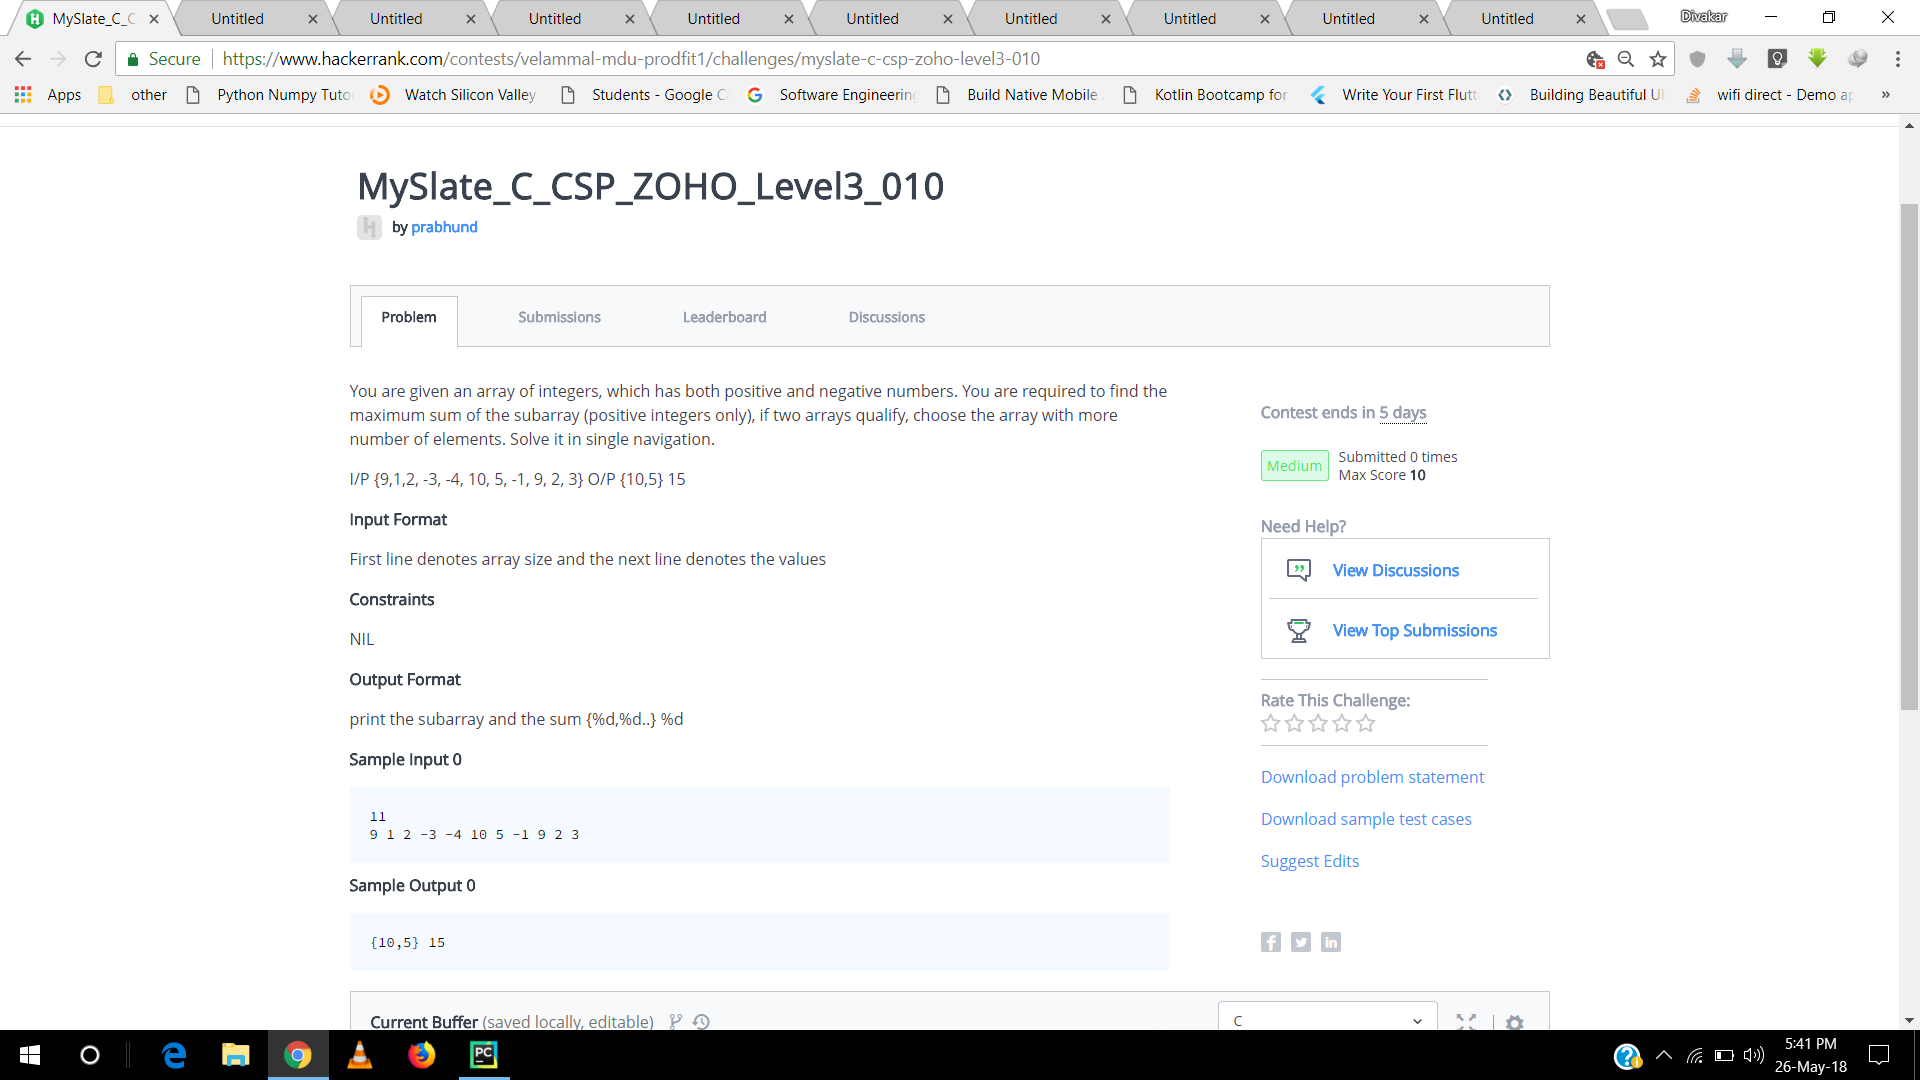 MySlate_C_C
Untitled
Untitled
Untitled
Untitled
Untitled
Untitled
Untitled
Untitled
Untitled
Divakar
Secure
https://www.hackerrank.com/contests/velammal-mdu-prodfit1/challenges/myslate-c-csp-zoho-level3-010
Apps
other
Python Numpy Tuto
Watch Silicon Valley
Students - Google C
Software Engineering
Build Native Mobile
Kotlin Bootcamp for
Write Your First Flutt
Building Beautiful UI
wifi direct - Demo ap
»
MySlate_C_CSP_ZOHO_Level3_010
by prabhund
Problem
Submissions
Leaderboard
Discussions
You are given an array of integers, which has both positive and negative numbers. You are required to find the
maximum sum of the subarray (positive integers only), if two arrays qualify, choose the array with more
number of elements. Solve it in single navigation.
I/P {9,1,2, -3, -4, 10, 5, -1, 9, 2, 3} O/P {10,5} 15
Input Format
First line denotes array size and the next line denotes the values
Constraints
NIL
Output Format
print the subarray and the sum {%d,%d..} %d
Sample Input 0
11
9 1 2 -3 -4 10 5 -1 9 2 3
Sample Output 0
{10,5} 15
Contest ends in 5 days
Medium
Submitted 0 times
Max Score 10
Need Help?
View Discussions
View Top Submissions
Rate This Challenge:
Download problem statement
Download sample test cases
Suggest Edits
Current Buffer (saved locally, editable)
C
5:41 PM
26-May-18